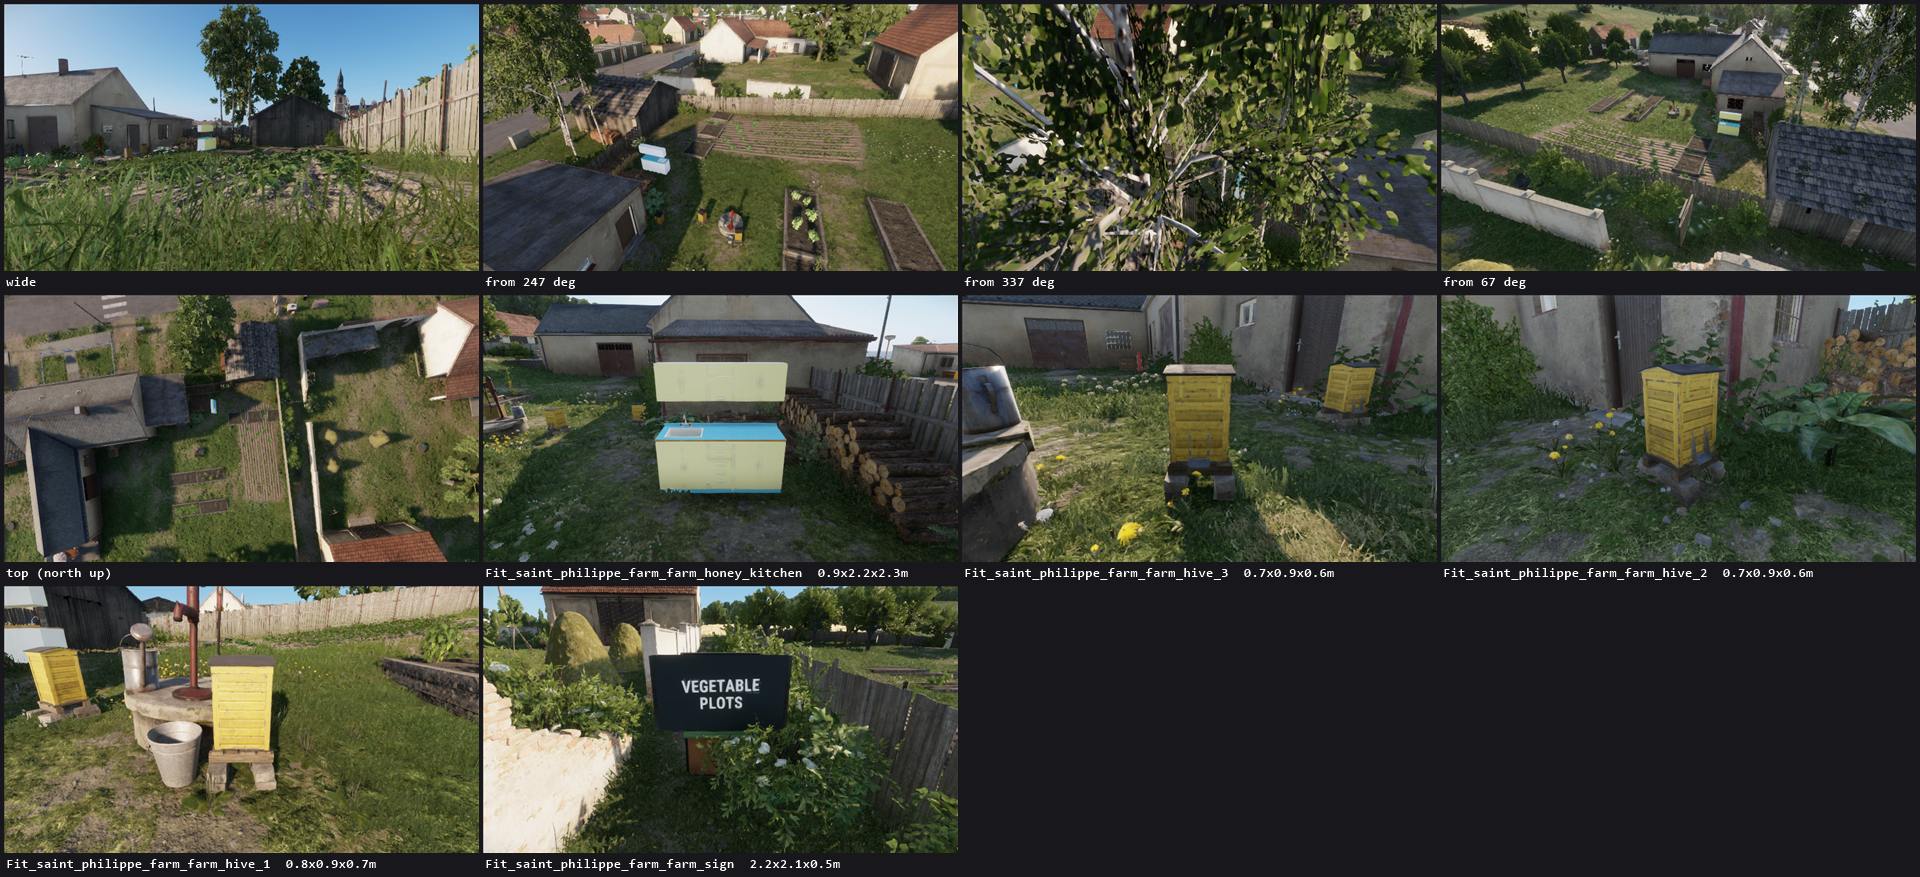 wide
from 247 deg
from 337 deg
from 67 deg
top (north up)
Fit_saint_philippe_farm_farm_honey_kitchen  0.9x2.2x2.3m
Fit_saint_philippe_farm_farm_hive_3  0.7x0.9x0.6m
Fit_saint_philippe_farm_farm_hive_2  0.7x0.9x0.6m
VEGETABLE
PLOTS
Fit_saint_philippe_farm_farm_hive_1  0.8x0.9x0.7m
Fit_saint_philippe_farm_farm_sign  2.2x2.1x0.5m